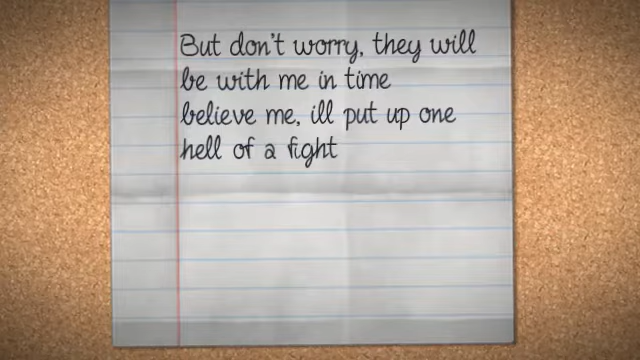 But don't worry, they will
be with me in time
believe me, ill put up one
hell of a fight